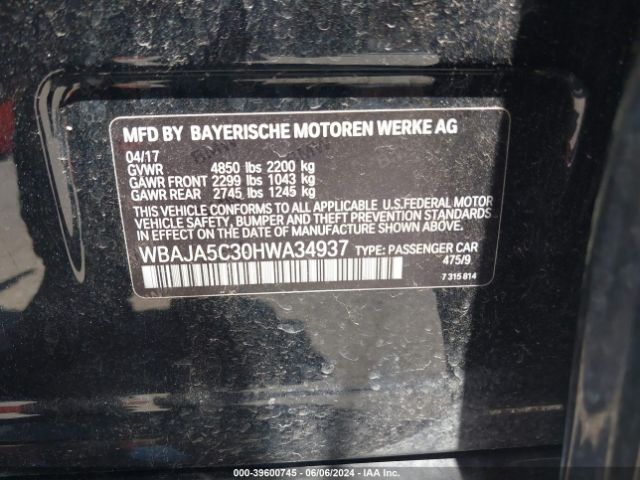 MFD BY BAYERISCHE MOTOREN WERKE AG
04/17
GVWR 4850 lbs 2200 kg
GAWR FRONT 2299 lbs 1043 kg
GAWR REAR 2745 lbs 1245 kg
THIS VEHICLE CONFORMS TO ALL APPLICABLE U.S.FEDERAL MOTOR
VEHICLE SAFETY, BUMPER AND THEFT PREVENTION
STANDARDS IN EFFECT ON THE DATE OF MANUFACTURE SHOWN ABOVE.
WBAJA5C30HWA34937 TYPE: PASSENGER CAR
475/9
7 315 814
000-39600745 - 06/06/2024 - IAA Inc.